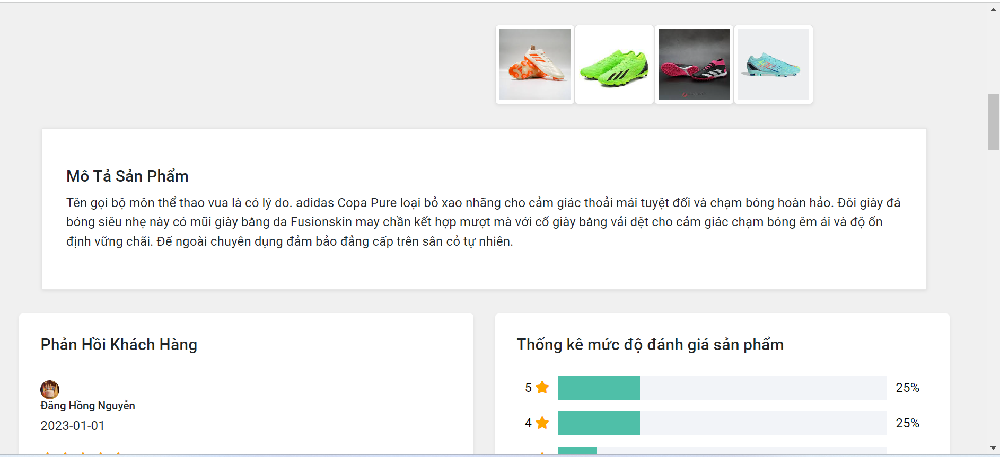 Mô Tả Sản Phẩm
Tên gọi bộ môn thể thao vua là có lý do. adidas Copa Pure loại bỏ xao nhãng cho cảm giác thoải mái tuyệt đối và chạm bóng hoàn hảo. Đôi giày đá
bóng siêu nhẹ này có mũi giày bằng da Fusionskin may chần kết hợp mượt mà với cổ giày bằng vải dệt cho cảm giác chạm bóng êm ái và độ ổn
định vững chãi. Đế ngoài chuyên dụng đảm bảo đẳng cấp trên sân cỏ tự nhiên.
Phản Hồi Khách Hàng
Đăng Hồng Nguyễn
2023-01-01
Thống kê mức độ đánh giá sản phẩm
5 25%
4 25%